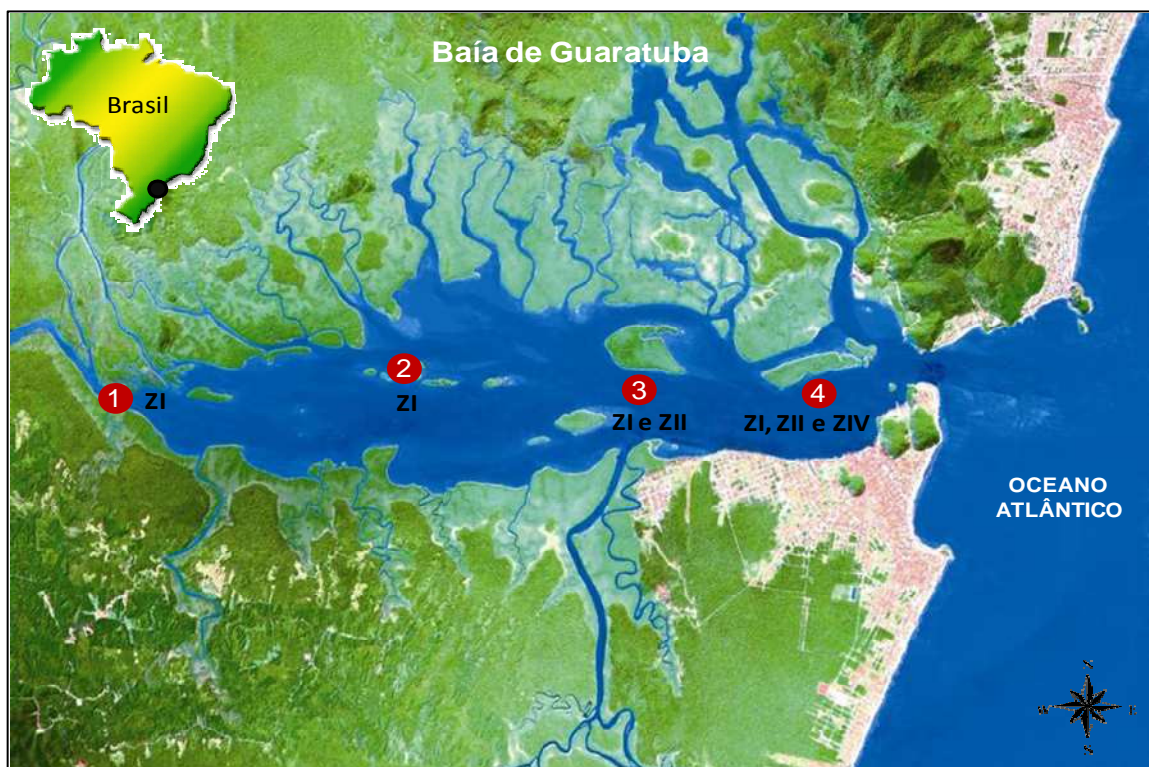 Baía de Guaratuba
Brasil
1 ZI
2
ZI
3
ZI e ZII
4
ZI, ZII e ZIV
OCEANO
ATLÂNTICO